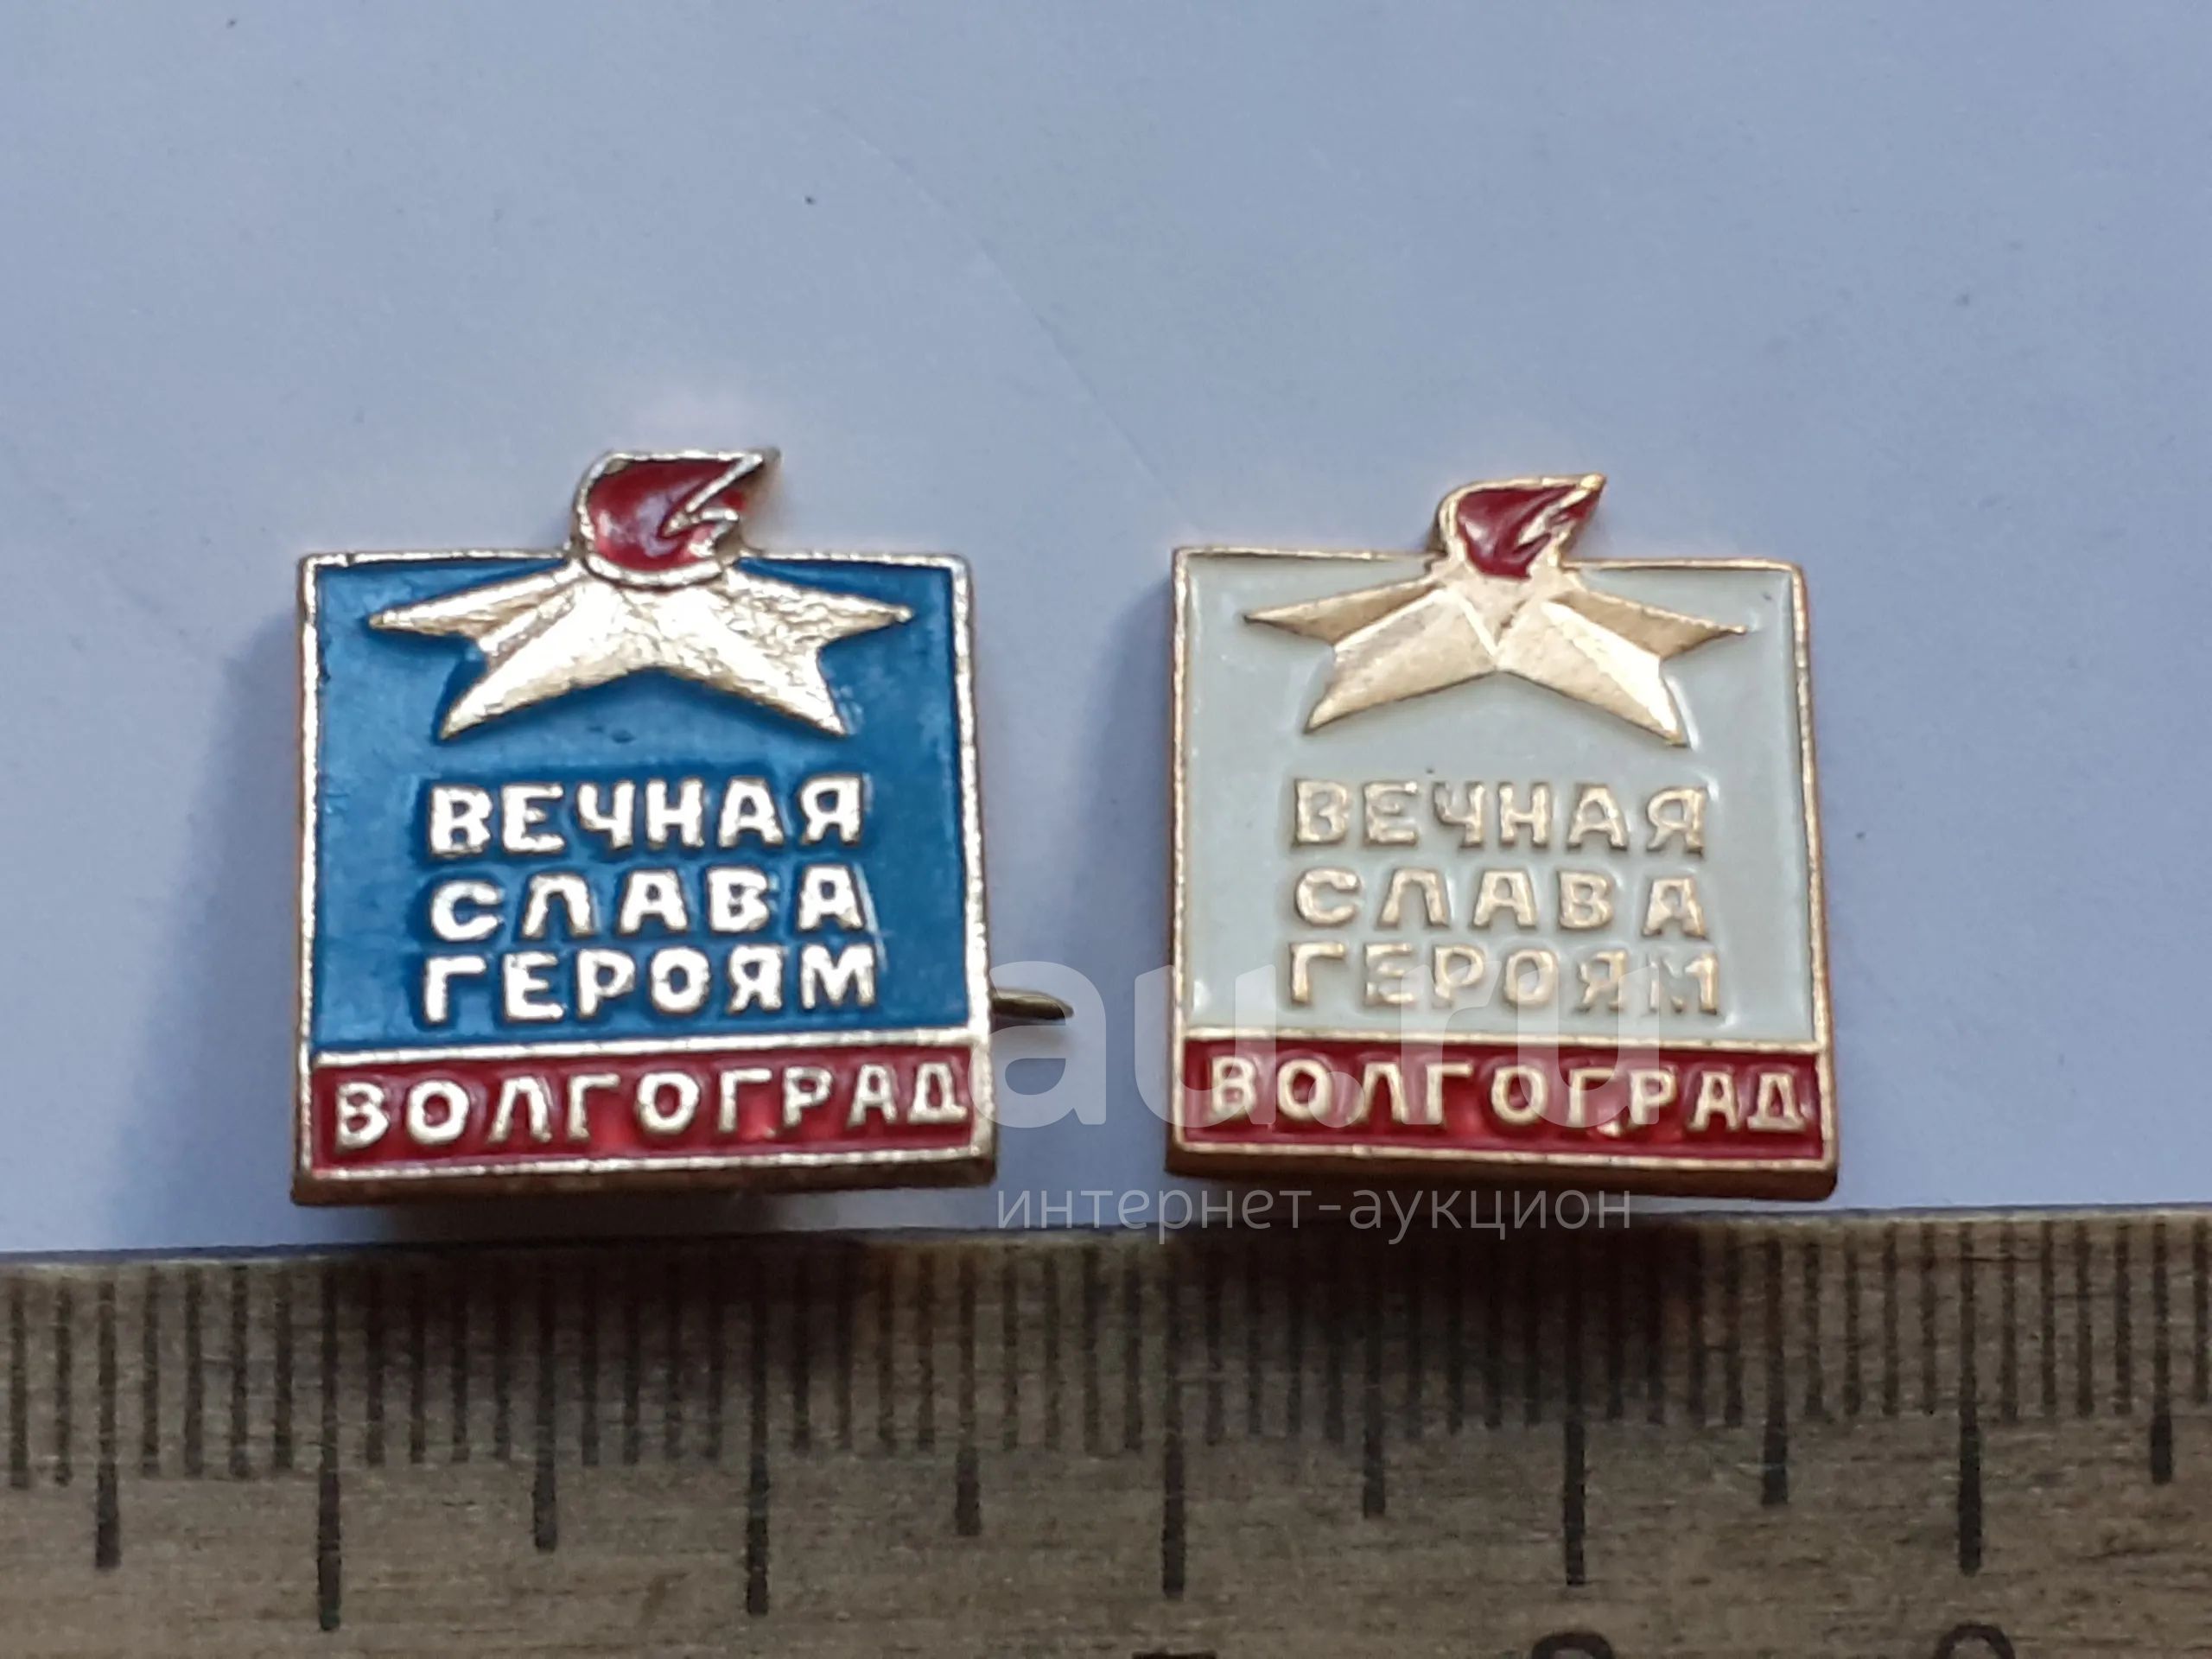 ВЕЧНАЯ
СЛАВА
ГЕРОЯМ
ВОЛГОГРАД
ВЕЧНАЯ
СЛАВА
ГЕРОЯМ
ВОЛГОГРАД
au.ru
интернет-аукцион